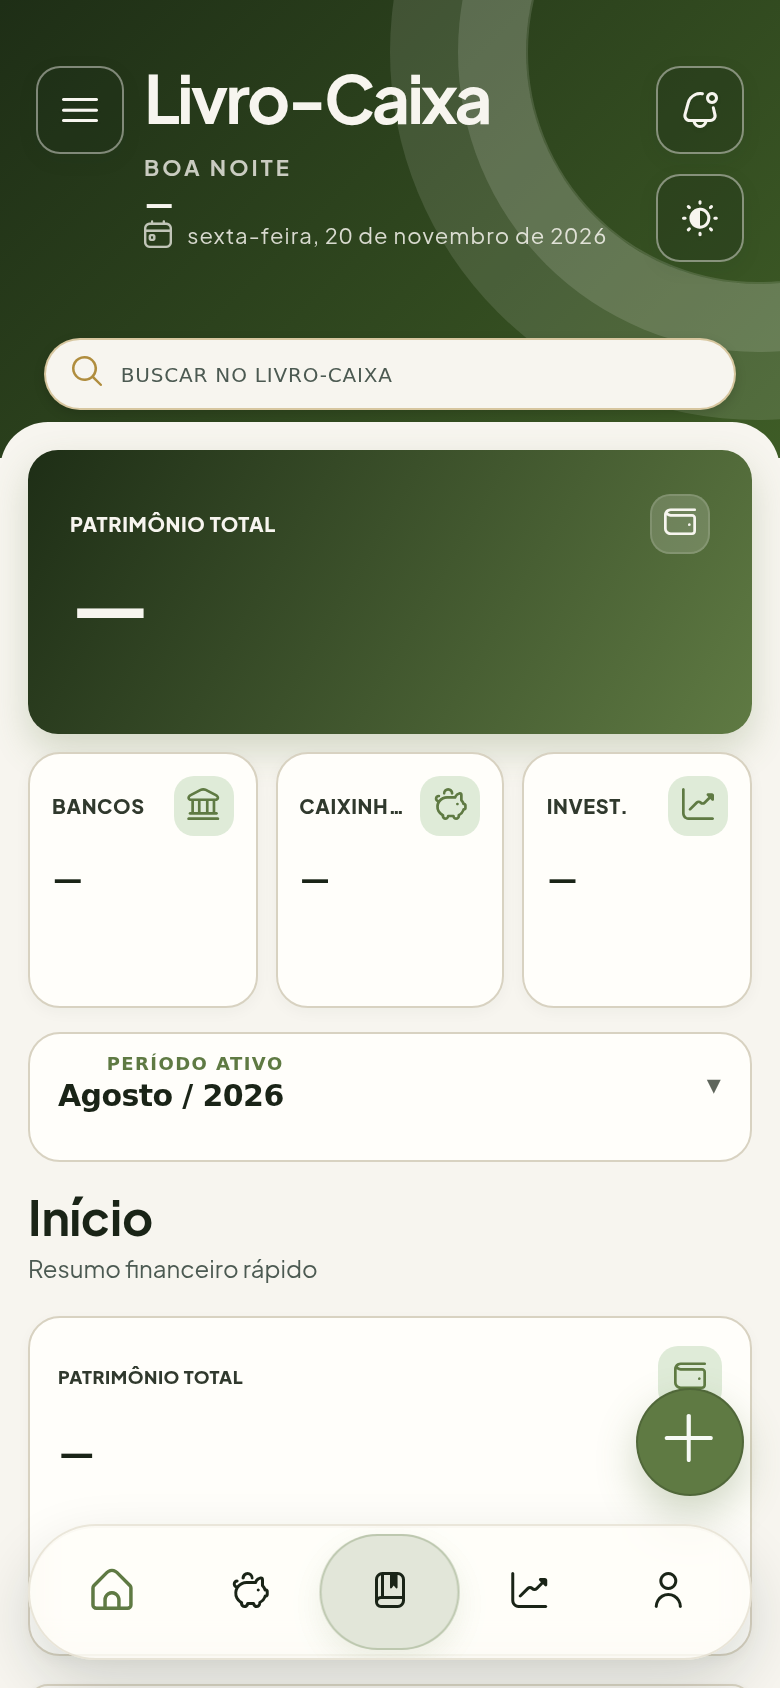 Livro-Caixa
BOA NOITE
—
sexta-feira, 20 de novembro de 2026
BUSCAR NO LIVRO-CAIXA
PATRIMÔNIO TOTAL
—
BANCOS
—
CAIXINH…
—
INVEST.
—
PERÍODO ATIVO
Agosto / 2026
▼
Início
Resumo financeiro rápido
PATRIMÔNIO TOTAL
—